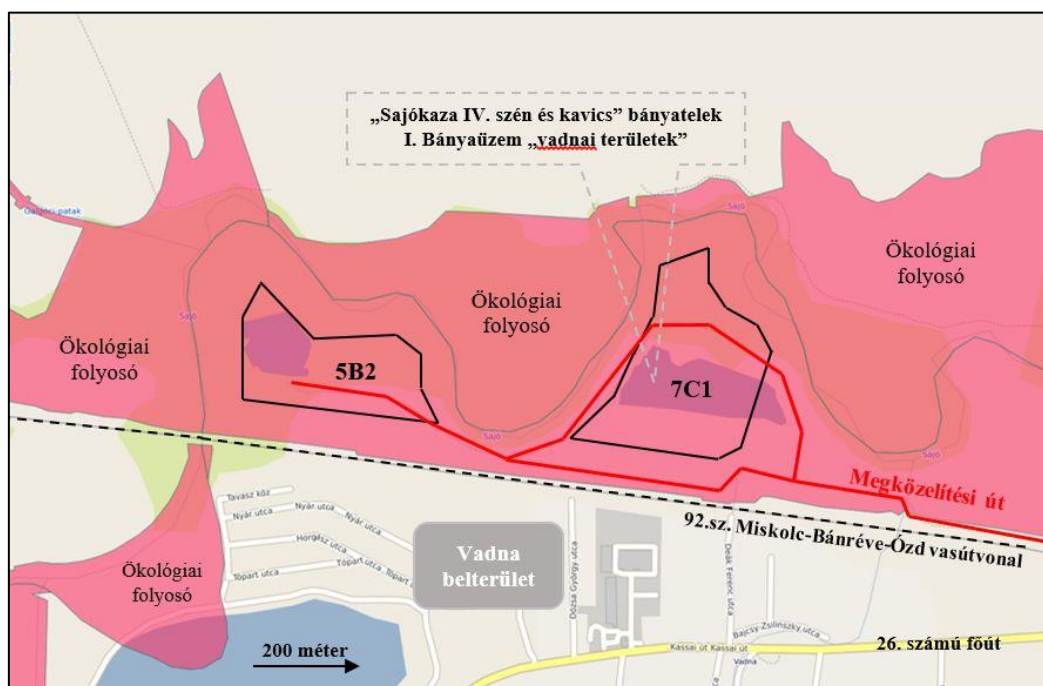 „Sajókaza IV. szén és kavics” bányatelek
I. Bányaüzem „vadnai területek”
Sajó
Ökológiai
folyosó
Ökológiai
folyosó
Sajó
Ökológiai
folyosó
5B2
7C1
Sajó
Sajó
Megközelítési út
92.sz. Miskolc-Bánréve-Ózd vasútvonal
Tavasz köz
Nyár utca
Nyár utca
Nyár utca
Horgász utca
Tópart utca
Tópart utca
Tópart utca
Vadna
belterület
Dózsa György utca
Deák Ferenc utca
Ökológiai
folyosó
Bajcsy-Zsilinszky utca
Kassai út Kassai út
Vadna
26. számú főút
200 méter